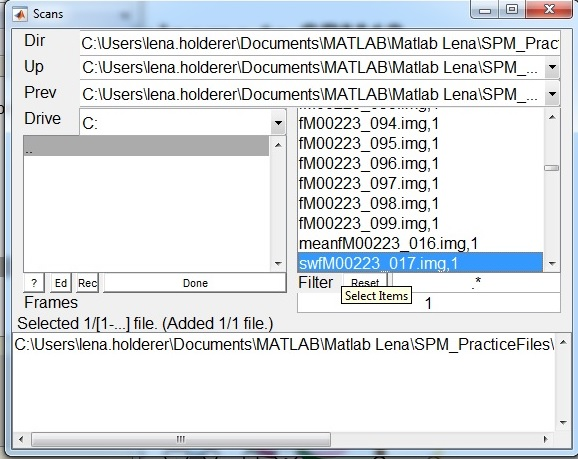 Scans
Dir C:\Users\lena.holderer\Documents\MATLAB\Matlab Lena\SPM_Prac
Up C:\Users\lena.holderer\Documents\MATLAB\Matlab Lena\SPM_...
Prev C:\Users\lena.holderer\Documents\MATLAB\Matlab Lena\SPM_...
Drive C:
..
fM00223_094.img,1
fM00223_095.img,1
fM00223_096.img,1
fM00223_097.img,1
fM00223_098.img,1
fM00223_099.img,1
meanfM00223_016.img,1
swfM00223_017.img,1
? Ed Rec Done
Filter Reset .*
Select Items
Frames 1
Selected 1/[1-...] file. (Added 1/1 file.)
C:\Users\lena.holderer\Documents\MATLAB\Matlab Lena\SPM_PracticeFiles\